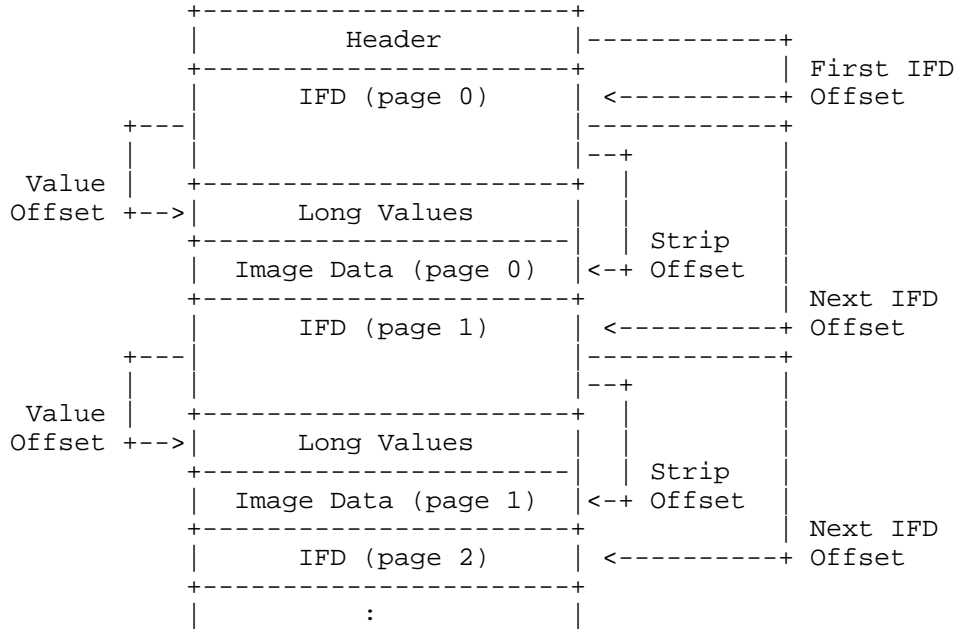 Header
First IFD
IFD (page 0) Offset
Value
Offset Long Values
Strip
Image Data (page 0) Offset
Next IFD
IFD (page 1) Offset
Value
Offset Long Values
Strip
Image Data (page 1) Offset
Next IFD
IFD (page 2) Offset
: